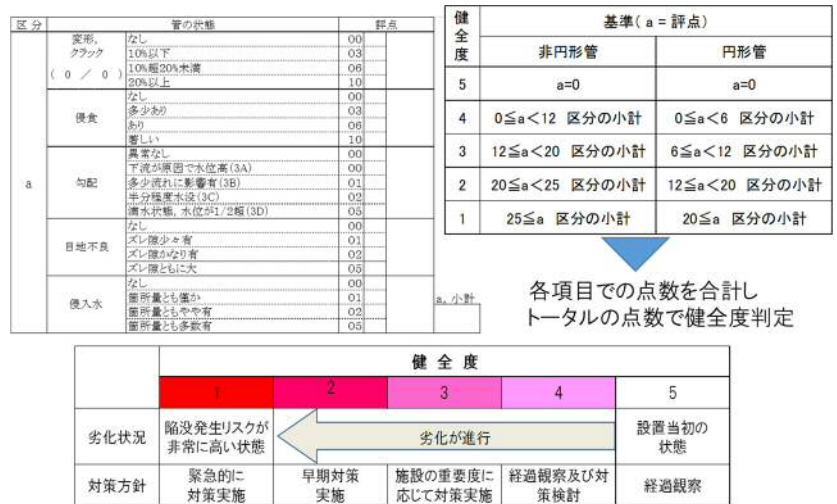 区分 管の状態 評点
変形,
クラック
( 0 / 0 )
なし 00
10%以下 03
10%超20%未満 06
20%以上 10
侵食
なし 00
多少あり 03
あり 06
著しい 10
a
勾配
異常なし 00
下流が原因で水位高(3A) 00
多少流れに影響有(3B) 01
半分程度水没(3C) 02
満水状態,水位が1/2超(3D) 05
目地不良
なし 00
ズレ隙少々有 01
ズレ隙かなり有 02
ズレ隙ともに大 05
侵入水
なし 00
箇所量とも僅か 01
箇所量ともやや有 02
箇所量とも多数有 05
a,小計
健全度 基準( a = 評点)
非円形管 円形管
5 a=0 a=0
4 0≦a<12 区分の小計 0≦a<6 区分の小計
3 12≦a<20 区分の小計 6≦a<12 区分の小計
2 20≦a<25 区分の小計 12≦a<20 区分の小計
1 25≦a 区分の小計 20≦a 区分の小計
各項目での点数を合計し
トータルの点数で健全度判定
健全度
1 2 3 4 5
劣化状況
陥没発生リスクが
非常に高い状態
劣化が進行
設置当初の
状態
対策方針
緊急的に
対策実施
早期対策
実施
施設の重要度に
応じて対策実施
経過観察及び対
策検討
経過観察